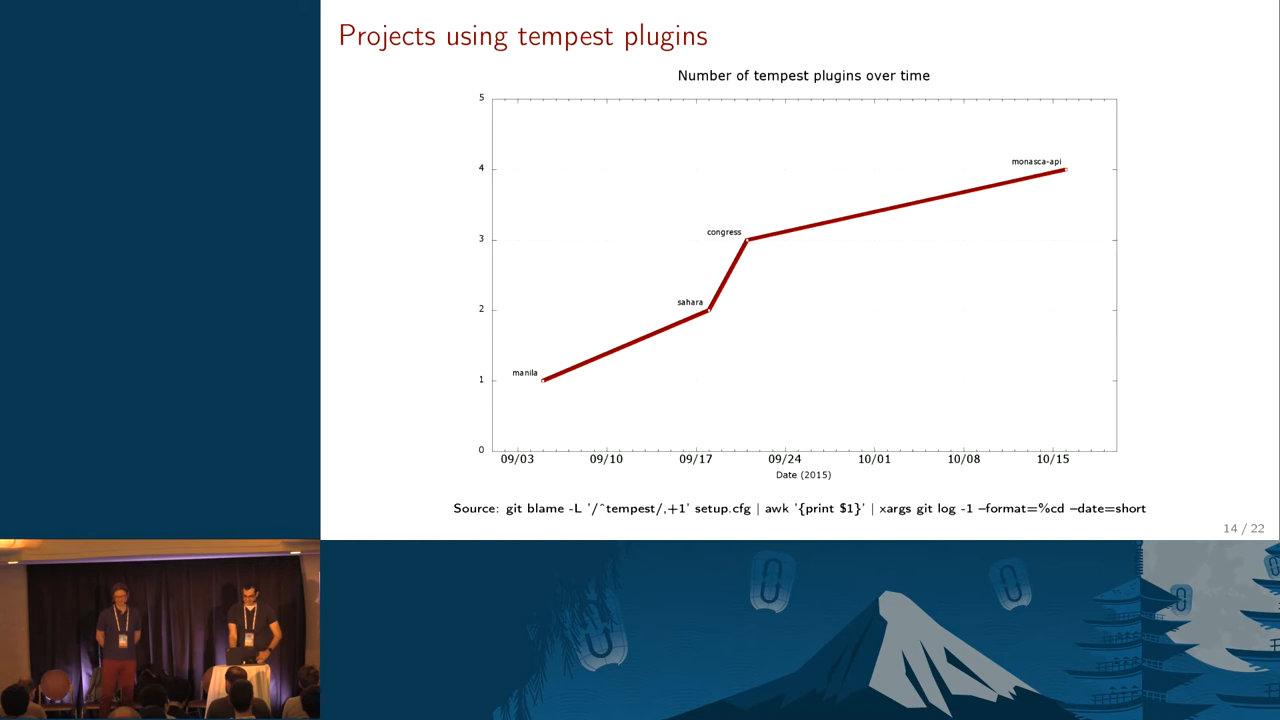 Projects using tempest plugins
Number of tempest plugins over time
5
4
3
2
1
0
monasca-api
congress
sahara
manila
09/03 09/10 09/17 09/24 10/01 10/08 10/15
Date (2015)
Source: git blame -L '/^tempest/,+1' setup.cfg | awk '{print $1}' | xargs git log -1 –format=%cd –date=short
14 / 22